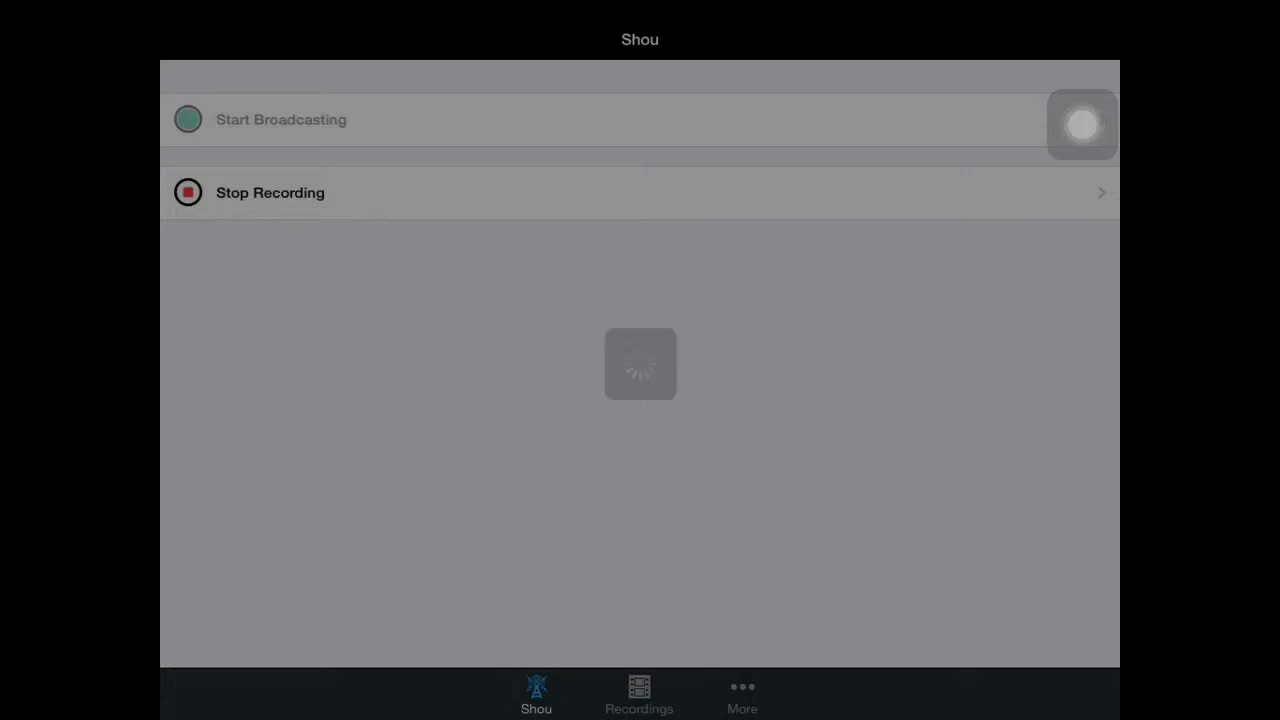 Shou
Start Broadcasting
Stop Recording
Shou
Recordings
More